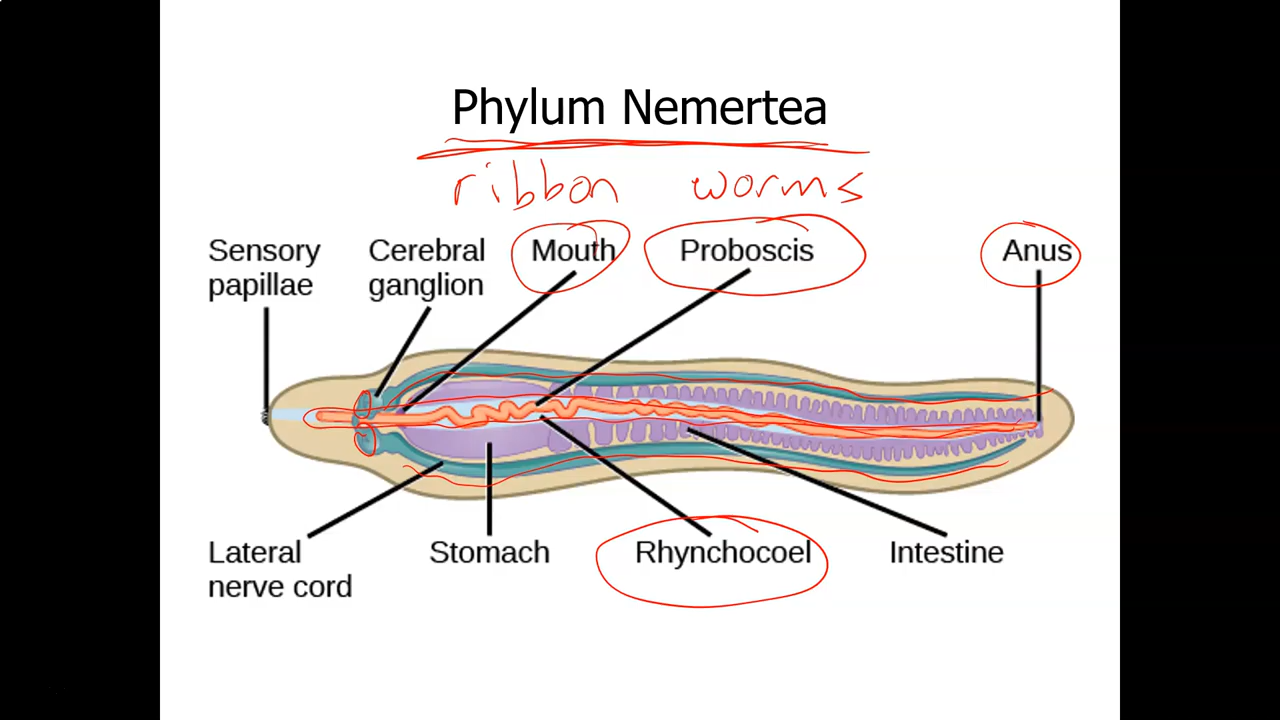 Phylum Nemertea
ribbon worms
Sensory papillae
Cerebral ganglion
Mouth
Proboscis
Anus
Lateral nerve cord
Stomach
Rhynchocoel
Intestine